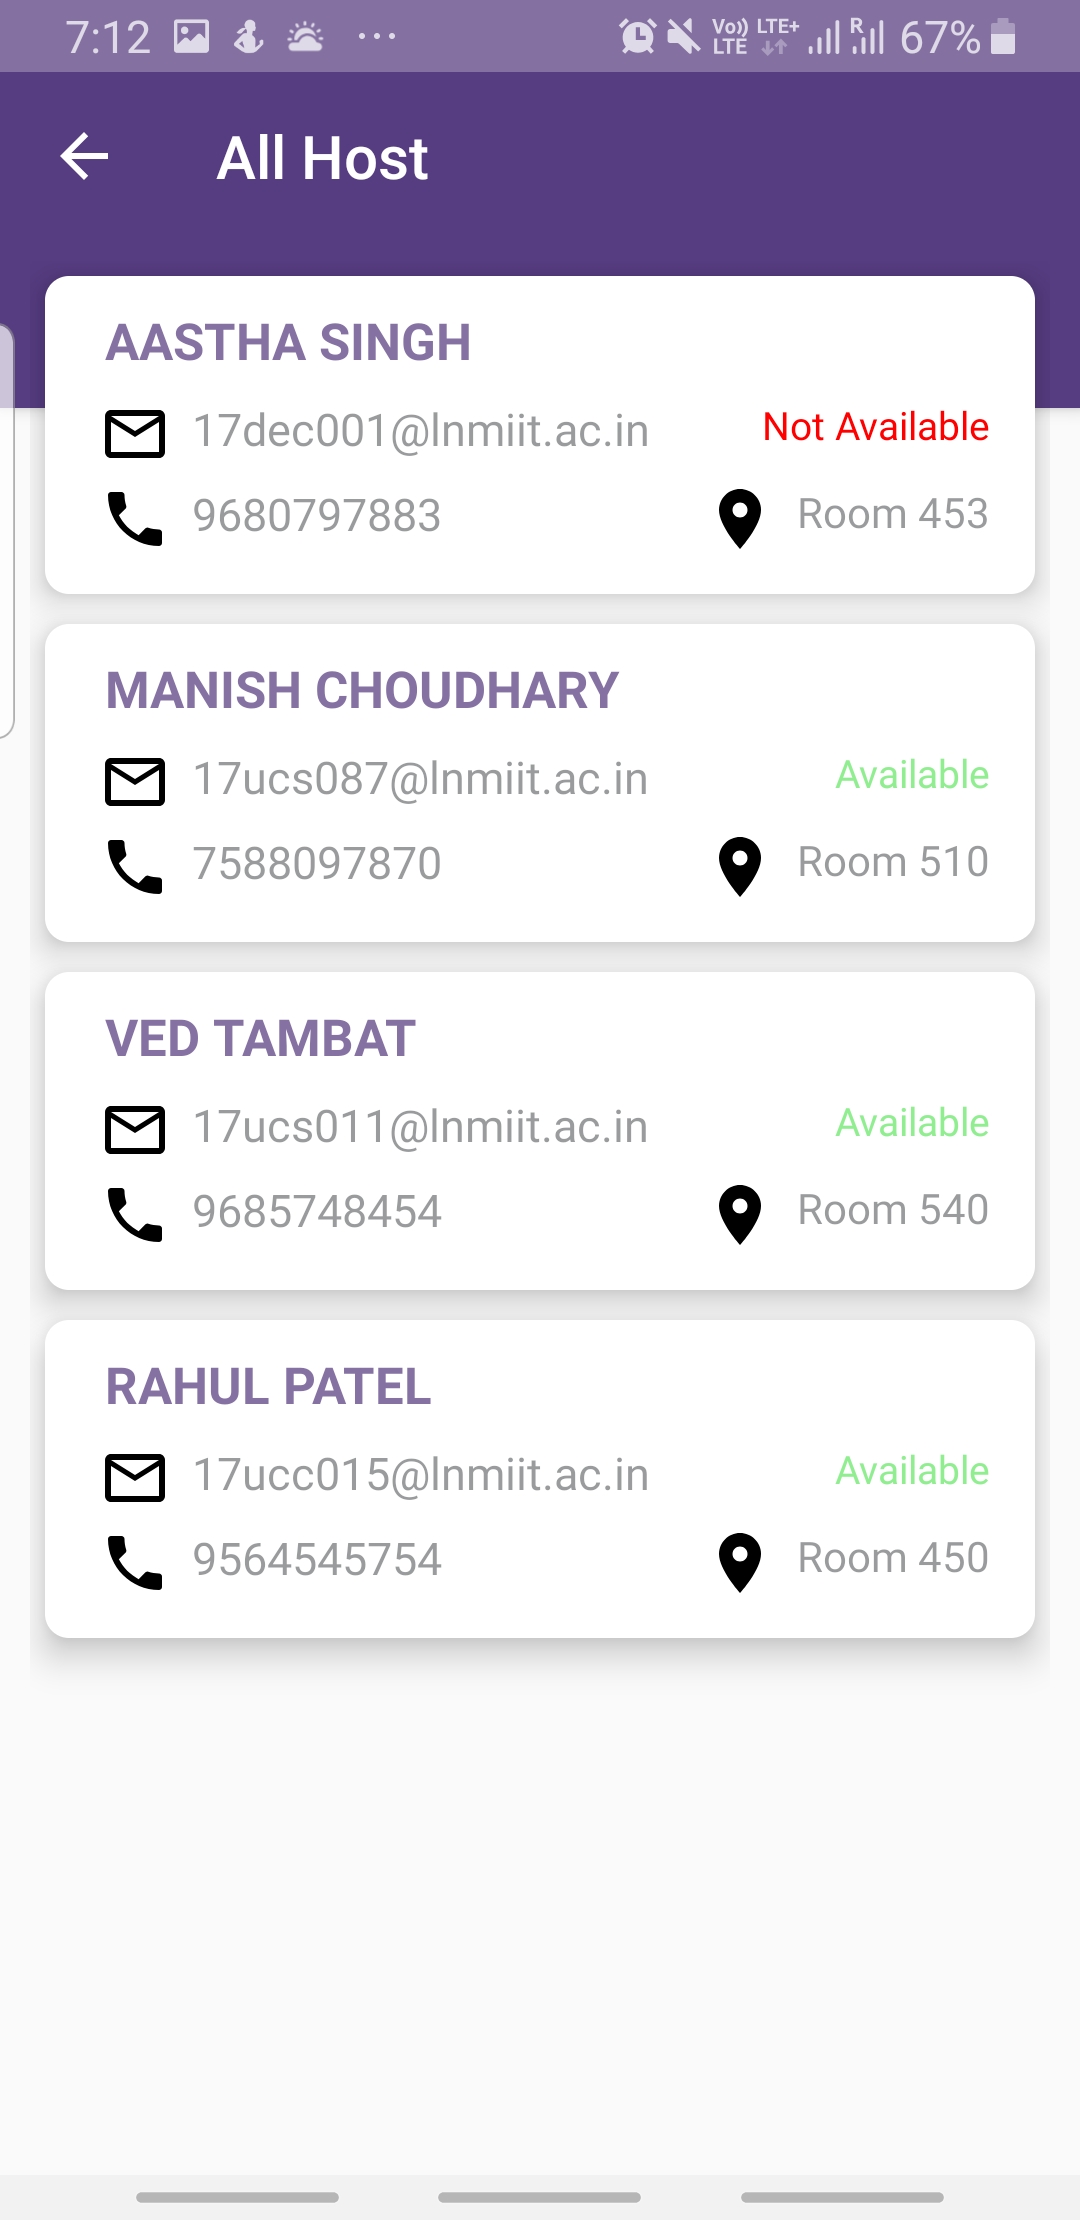 7:12 Vo)) LTE LTE+ R 67%
All Host
AASTHA SINGH
17dec001@lnmiit.ac.in Not Available
9680797883 Room 453
MANISH CHOUDHARY
17ucs087@lnmiit.ac.in Available
7588097870 Room 510
VED TAMBAT
17ucs011@lnmiit.ac.in Available
9685748454 Room 540
RAHUL PATEL
17ucc015@lnmiit.ac.in Available
9564545754 Room 450